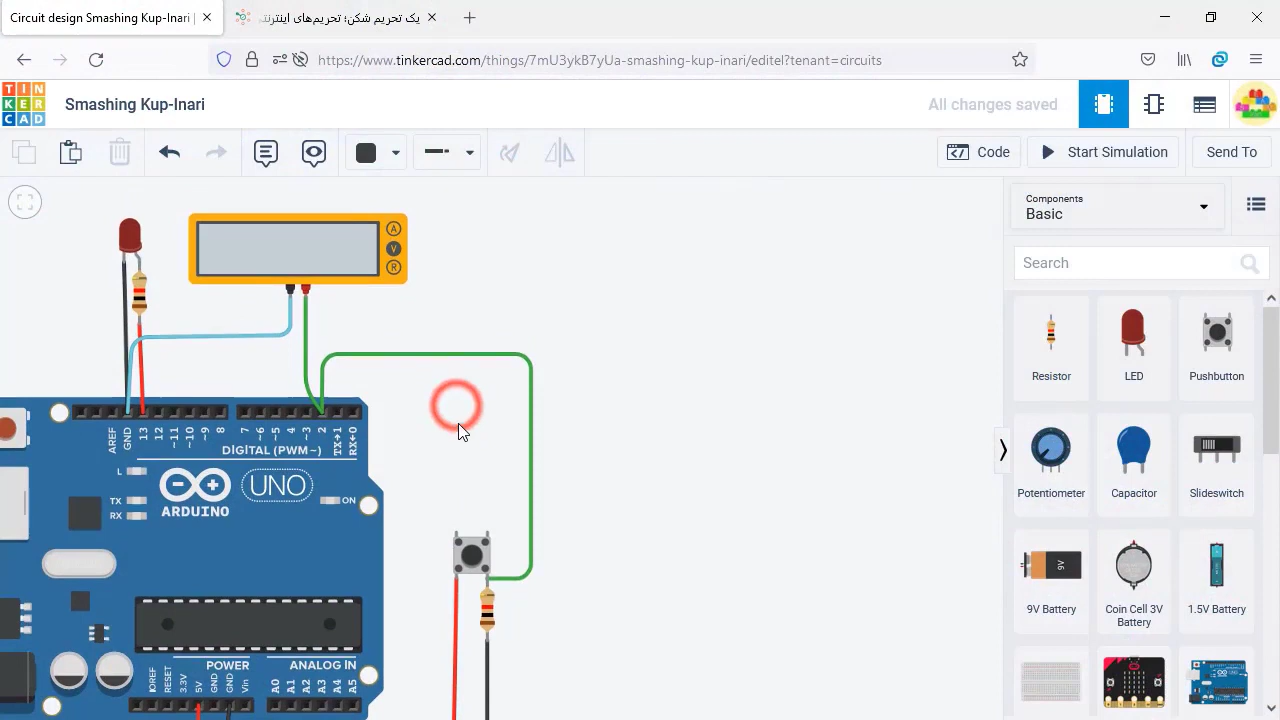 Circuit design Smashing Kup-Inari |
یک تحریم شکن؛ تحریم‌های اینترنتی
https://www.tinkercad.com/things/7mU3ykB7yUa-smashing-kup-inari/editel?tenant=circuits
TIN
KER
CAD
Smashing Kup-Inari
All changes saved
Code
Start Simulation
Send To
Components
Basic
Search
A
V
R
Resistor
LED
Pushbutton
Potentiometer
Capacitor
Slideswitch
9V
9V Battery
Coin Cell 3V
Battery
1.5V Battery
AREF
GND
13
12
~11
~10
~9
8
7
~6
~5
4
~3
2
TX→1
RX←0
DIGITAL (PWM~)
L
TX
RX
ON
UNO
ARDUINO
POWER
ANALOG IN
IOREF
RESET
3.3V
5V
GND
GND
Vin
A0
A1
A2
A3
A4
A5